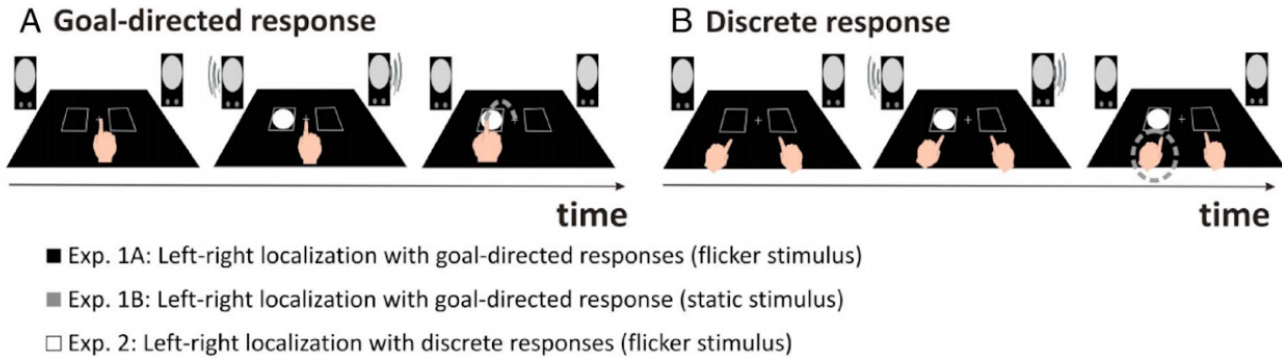 A Goal-directed response
B Discrete response
time
time
Exp. 1A: Left-right localization with goal-directed responses (flicker stimulus)
Exp. 1B: Left-right localization with goal-directed response (static stimulus)
Exp. 2: Left-right localization with discrete responses (flicker stimulus)